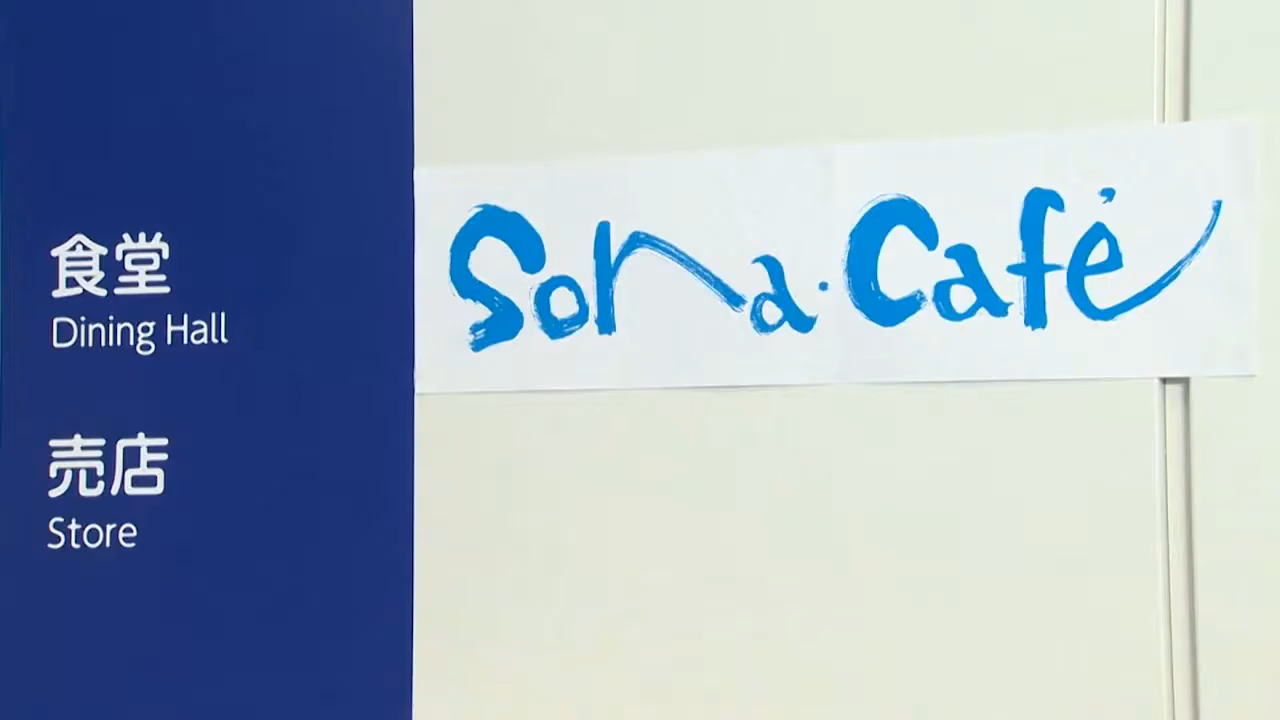 食堂
Dining Hall
売店
Store
Sora·Café